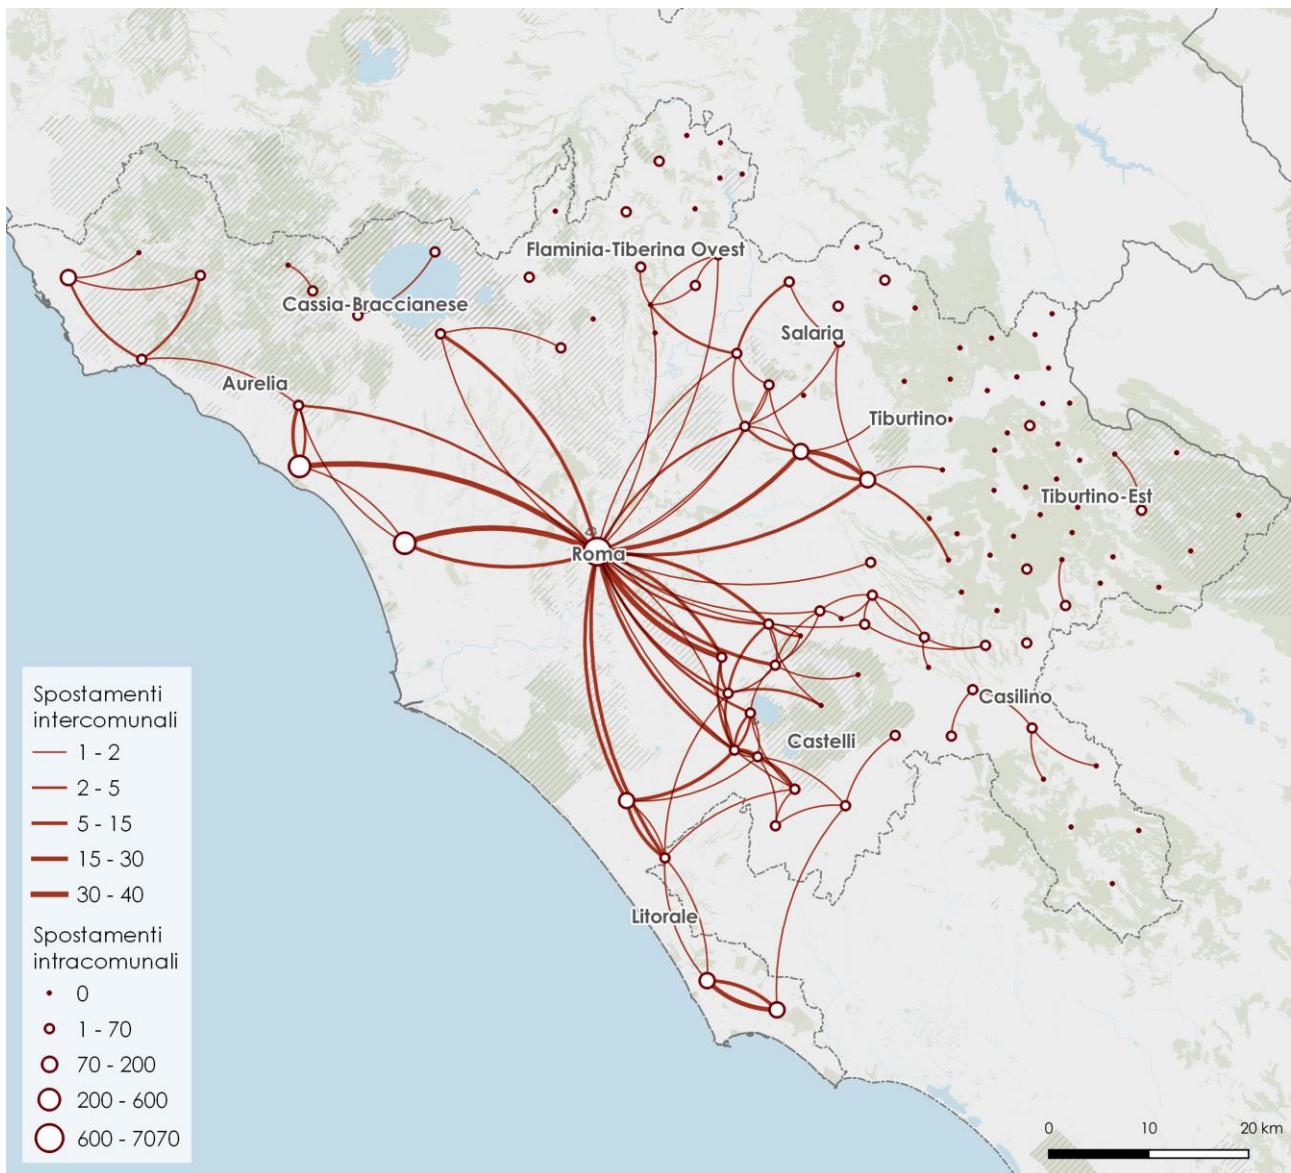 Flaminia-Tiberina Ovest
Cassia-Braccianese
Salaria
Aurelia
Tiburtino
Tiburtino-Est
Roma
Casilino
Castelli
Litorale
Spostamenti
intercomunali
1 - 2
2 - 5
5 - 15
15 - 30
30 - 40
Spostamenti
intracomunali
0
1 - 70
70 - 200
200 - 600
600 - 7070
0 10 20 km